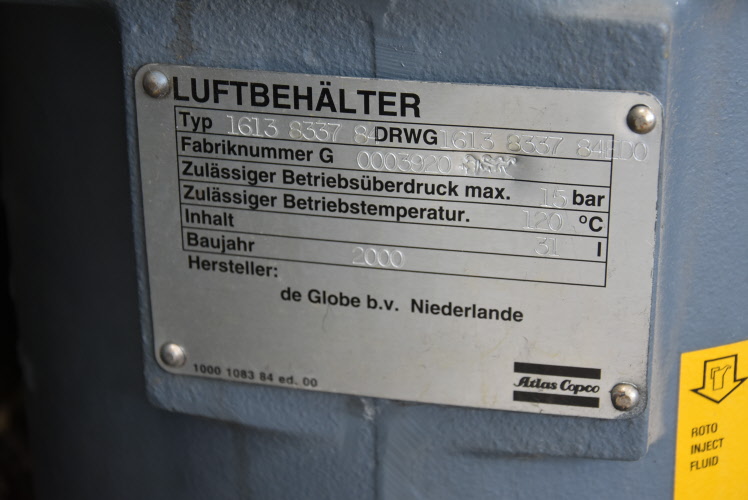 LUFTBEHÄLTER
Typ 1613 8337 84 DRWG 1613 8337 84ED0
Fabriknummer G 0003920
Zulässiger Betriebsüberdruck max. 15 bar
Zulässiger Betriebstemperatur. 120 °C
Inhalt 31 l
Baujahr 2000
Hersteller:
de Globe b.v. Niederlande
1000 1083 84 ed. 00
Atlas Copco
ROTO
INJECT
FLUID